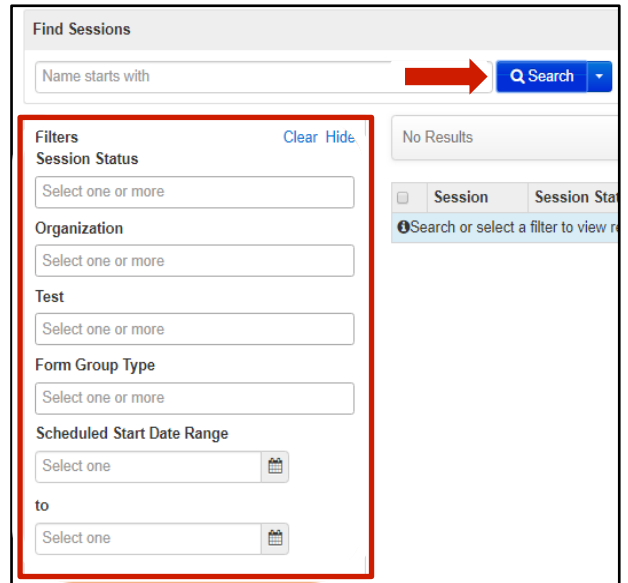 Find Sessions
Name starts with
Search
Filters
Clear Hide
Session Status
Select one or more
Organization
Select one or more
Test
Select one or more
Form Group Type
Select one or more
Scheduled Start Date Range
Select one
to
Select one
No Results
Session Session Sta
Search or select a filter to view re